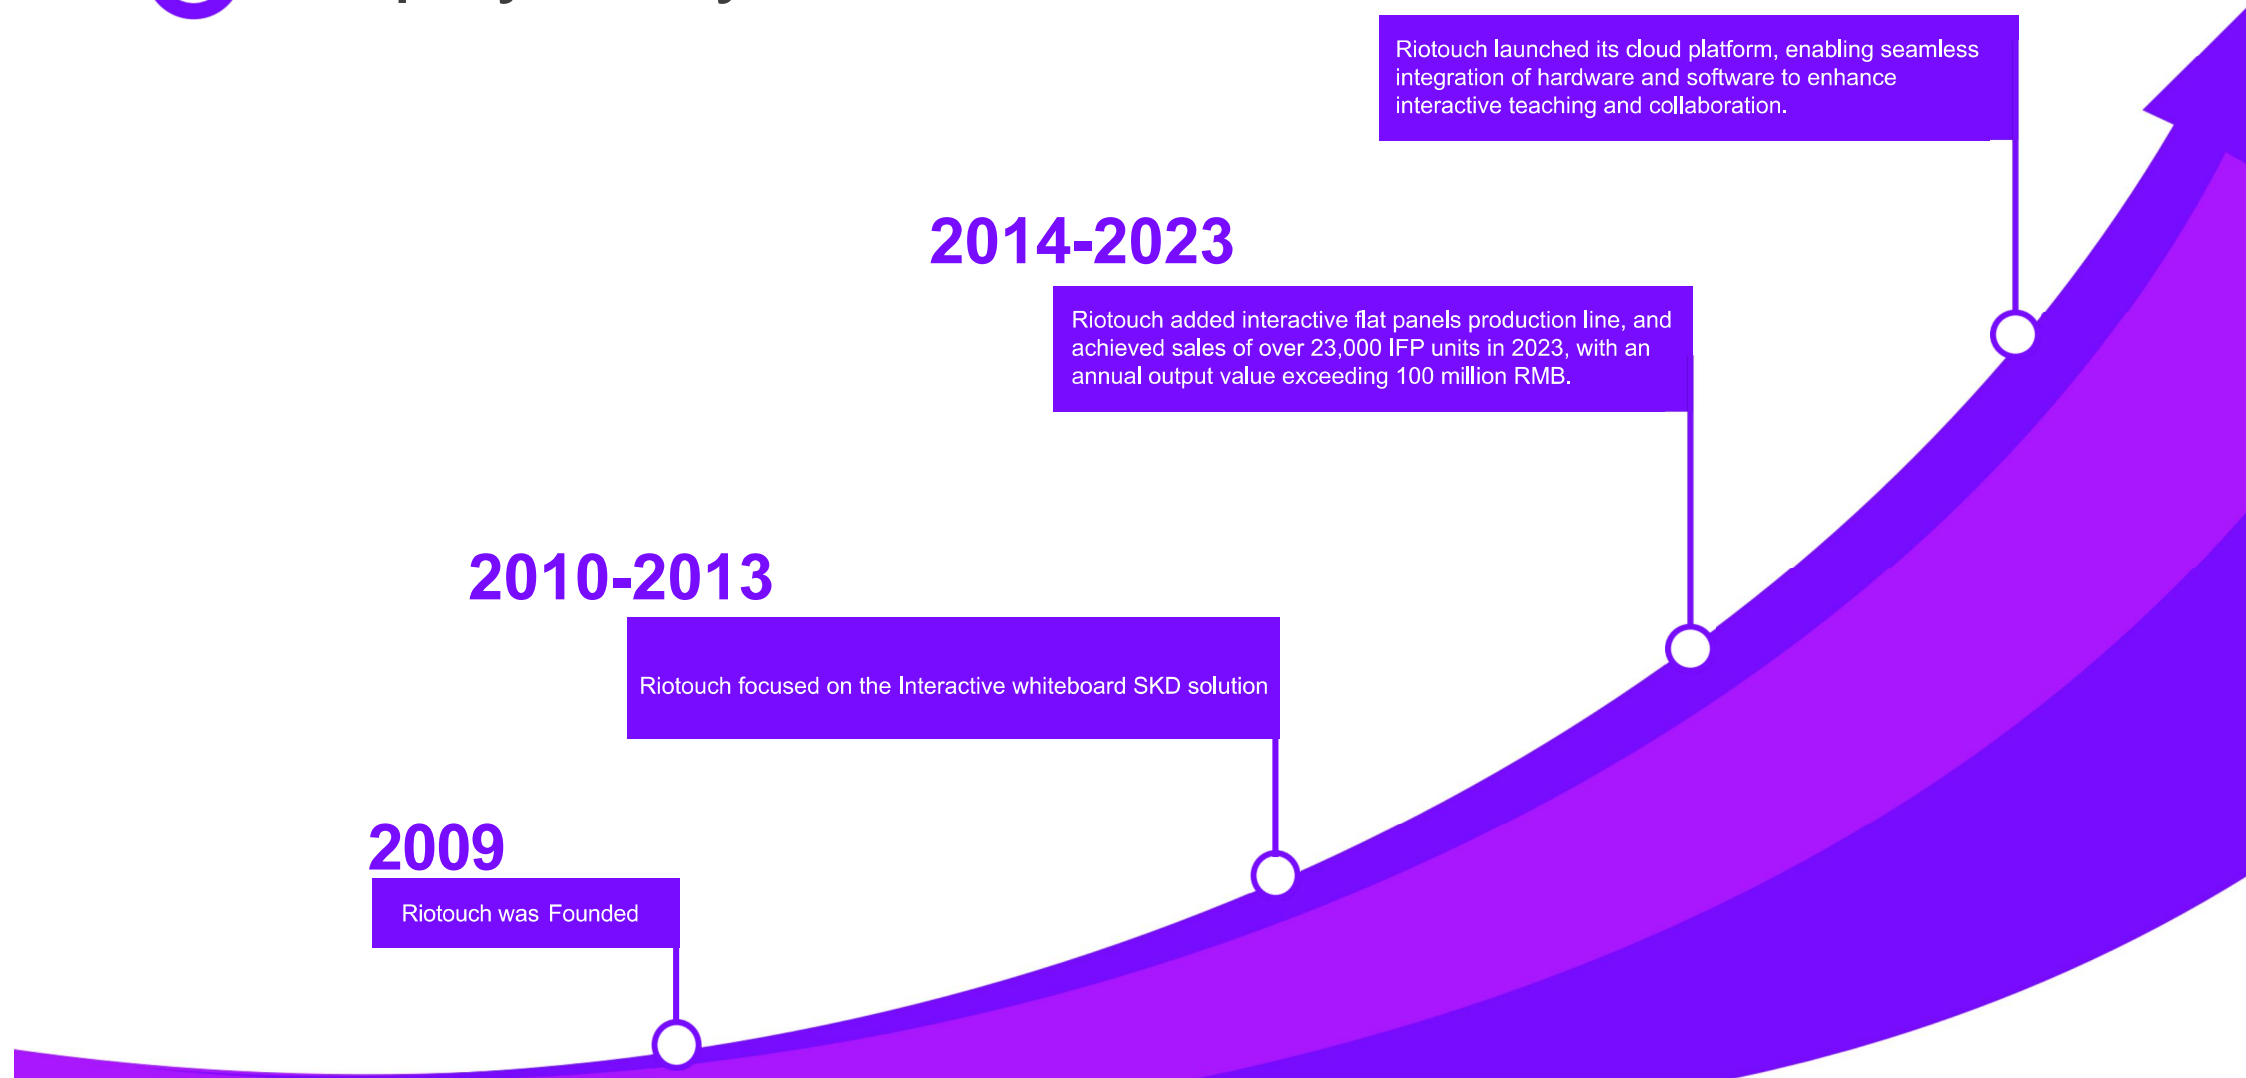 Riotouch launched its cloud platform, enabling seamless
integration of hardware and software to enhance
interactive teaching and collaboration.
2014-2023
Riotouch added interactive flat panels production line, and
achieved sales of over 23,000 IFP units in 2023, with an
annual output value exceeding 100 million RMB.
2010-2013
Riotouch focused on the Interactive whiteboard SKD solution
2009
Riotouch was Founded